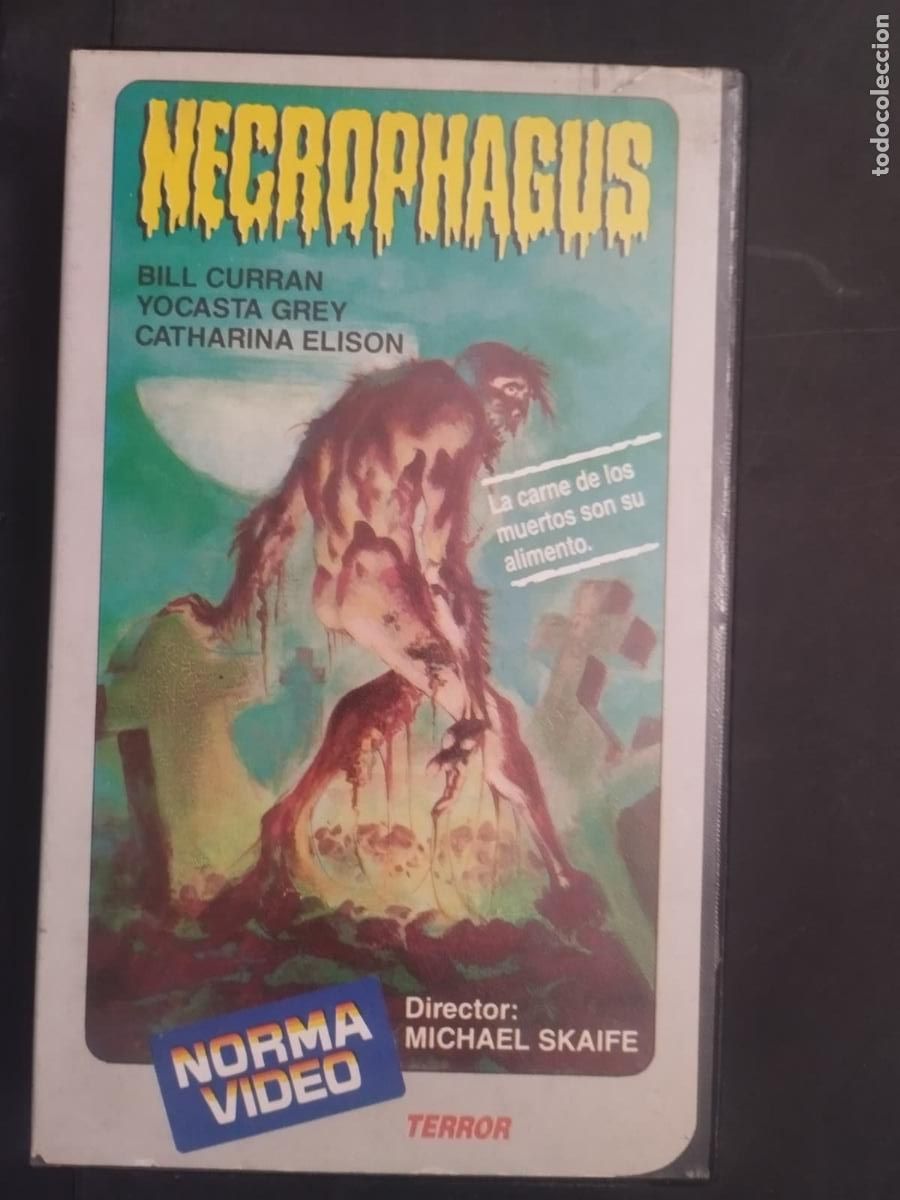 todocoleccion
NECROPHAGUS
BILL CURRAN
YOCASTA GREY
CATHARINA ELISON
La carne de los
muertos son su
alimento.
Director:
MICHAEL SKAIFE
NORMA
VIDEO
TERROR